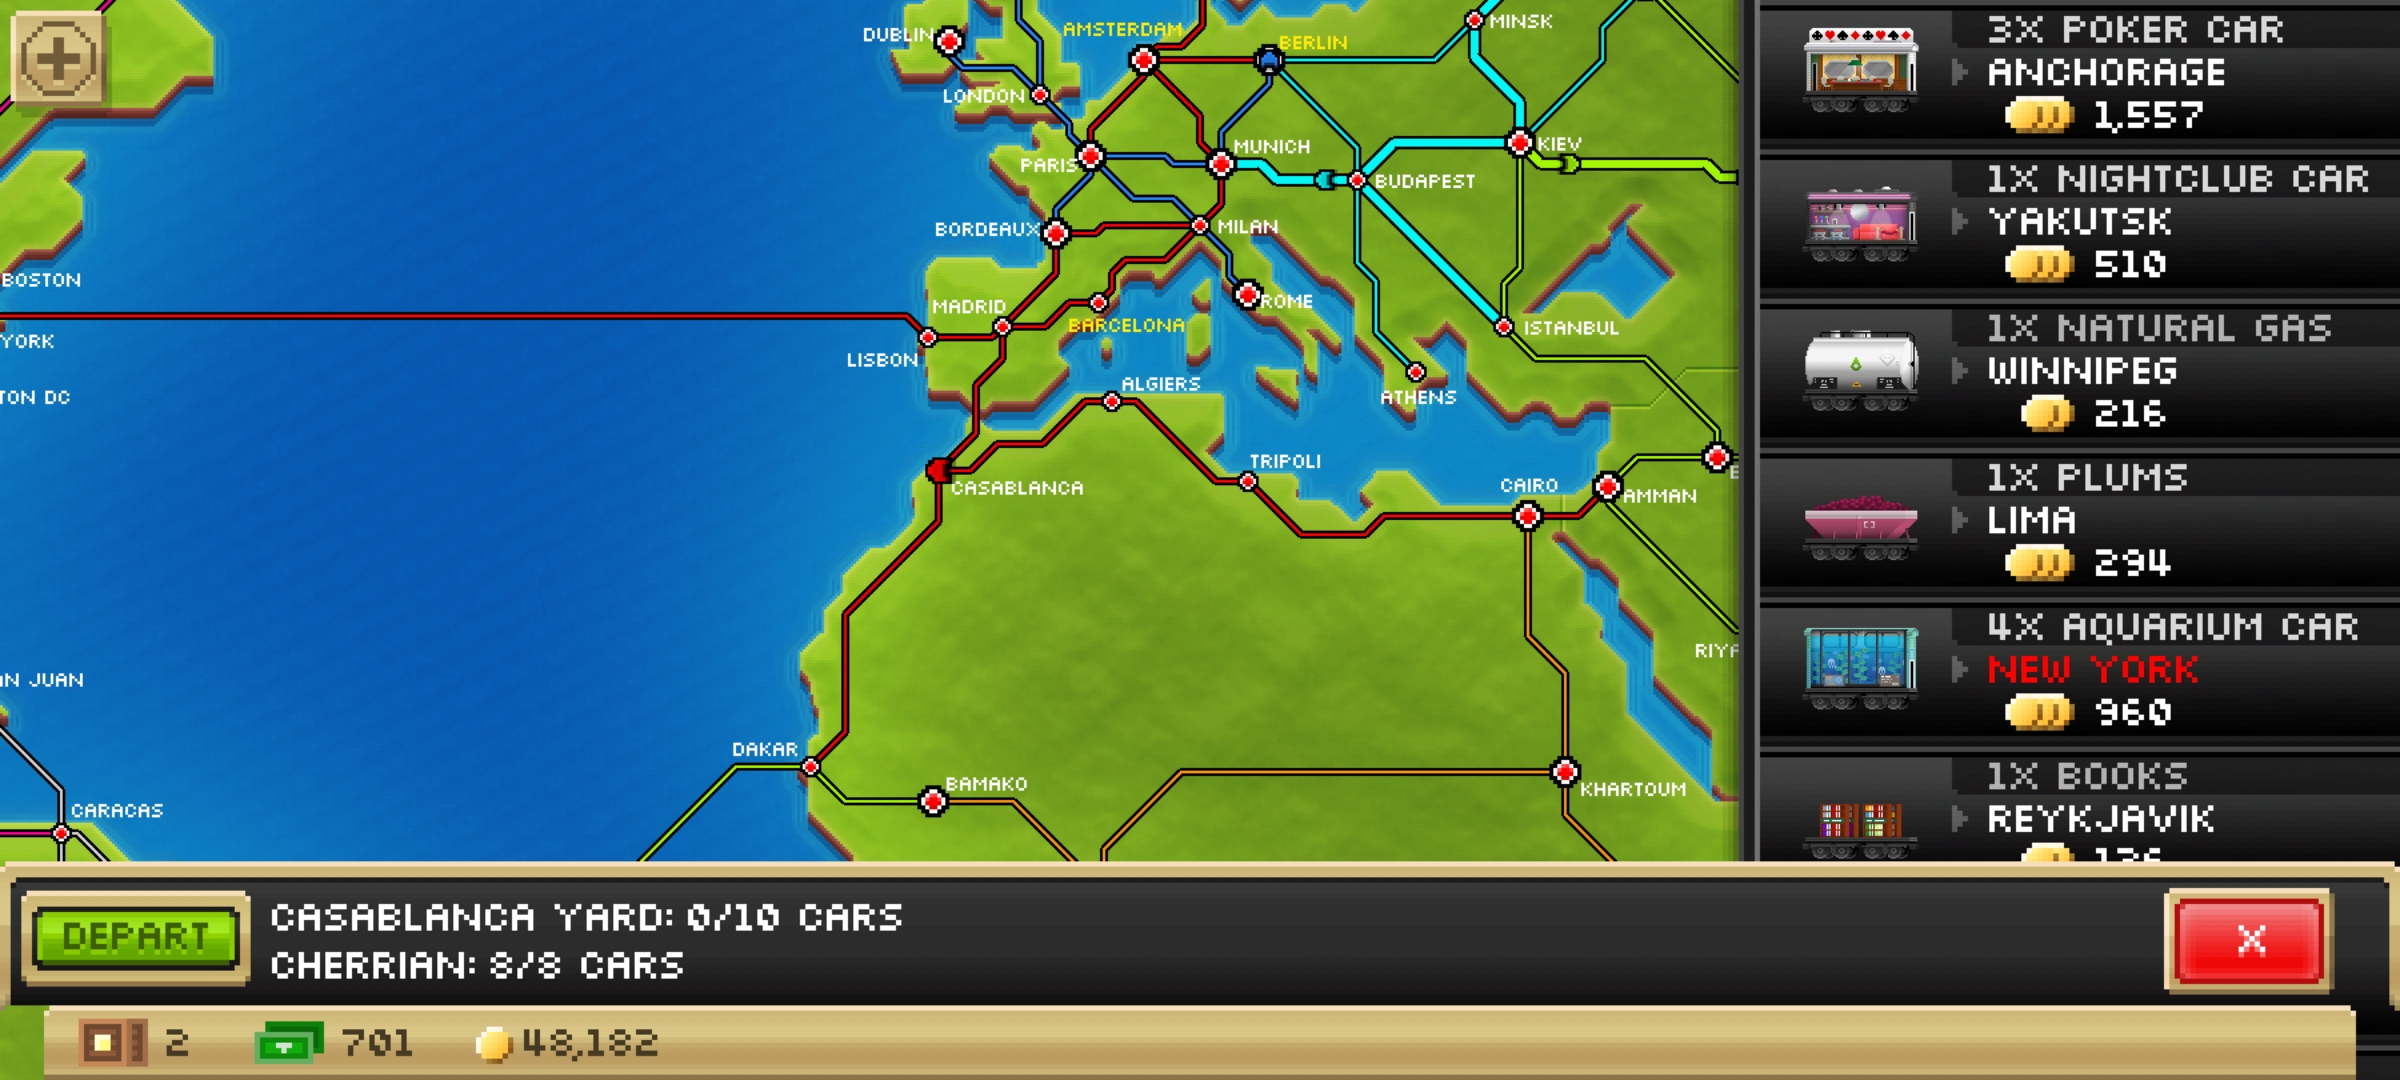 DUBLIN
AMSTERDAM
BERLIN
MINSK
LONDON
PARIS
MUNICH
KIEV
BUDAPEST
BORDEAUX
MILAN
BOSTON
MADRID
ROME
BARCELONA
ISTANBUL
YORK
LISBON
ALGIERS
ATHENS
TON DC
TRIPOLI
CASABLANCA
CAIRO
AMMAN
RIYA
AN JUAN
DAKAR
BAMAKO
KHARTOUM
CARACAS
3X POKER CAR
ANCHORAGE
1,557
1X NIGHTCLUB CAR
YAKUTSK
510
1X NATURAL GAS
WINNIPEG
216
1X PLUMS
LIMA
294
4X AQUARIUM CAR
NEW YORK
960
1X BOOKS
REYKJAVIK
DEPART
CASABLANCA YARD: 0/10 CARS
CHERRIAN: 8/8 CARS
X
2
701
48,182